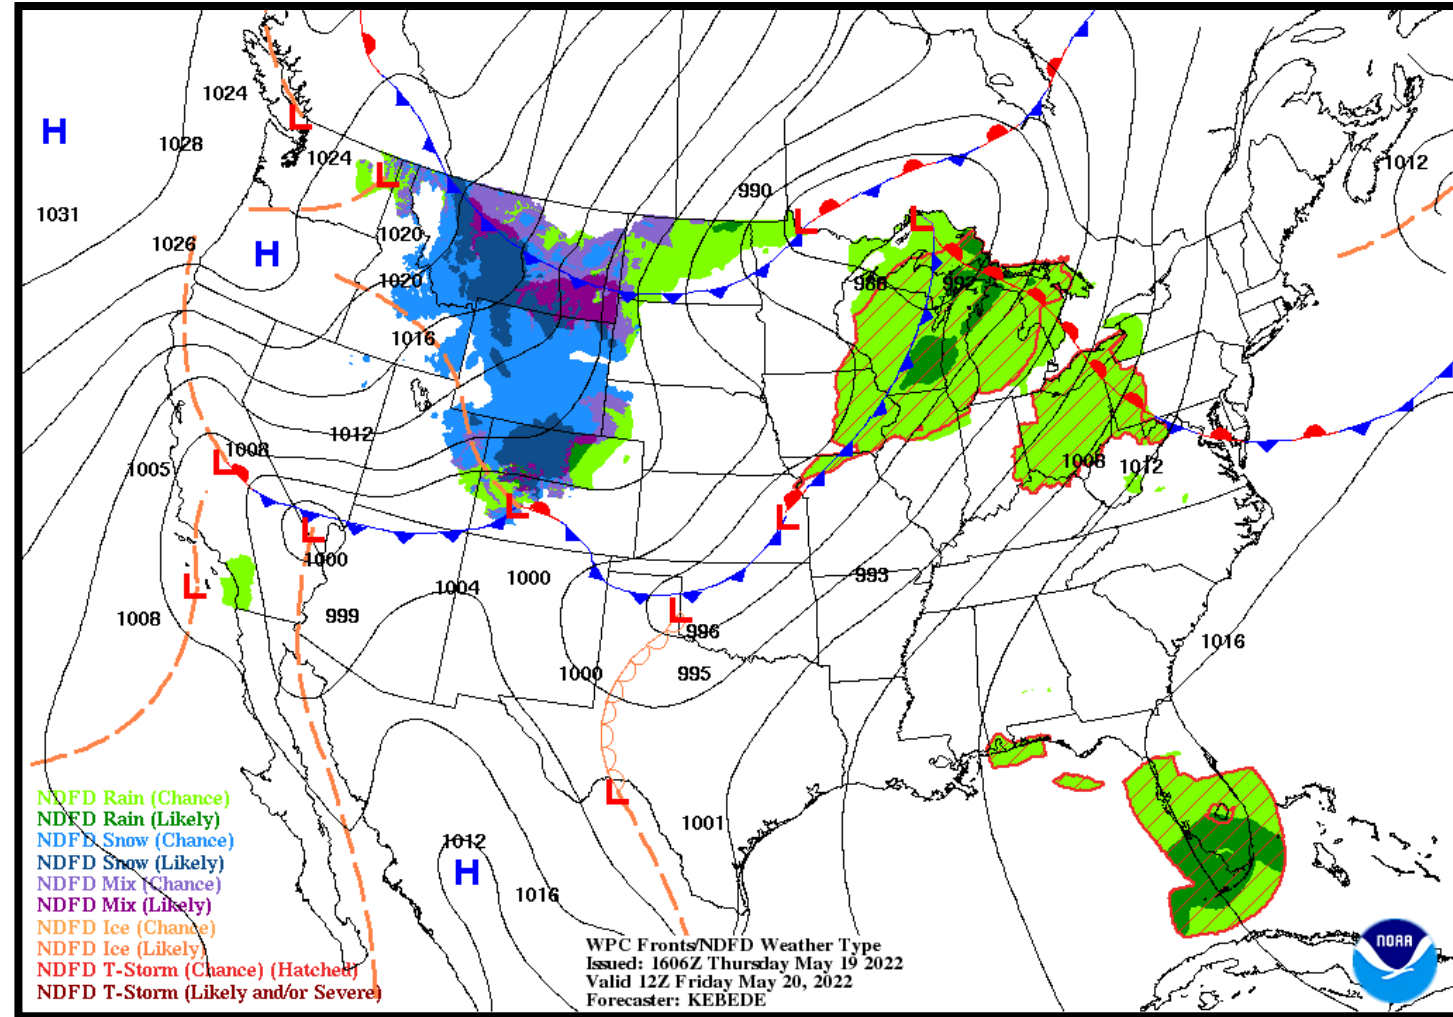 H
1024
L
1028
1024
L
1012
990
1031
L
L
1020
1026
H
1020
988
992
1016
1012
1008
L
1005
1008
1012
L
L
L
1000
1004
1000
993
L
1008
999
L
996
1016
1000
995
L
1001
1012
H
1016
NDFD Rain (Chance)
NDFD Rain (Likely)
NDFD Snow (Chance)
NDFD Snow (Likely)
NDFD Mix (Chance)
NDFD Mix (Likely)
NDFD Ice (Chance)
NDFD Ice (Likely)
NDFD T-Storm (Chance) (Hatched)
NDFD T-Storm (Likely and/or Severe)
WPC Fronts/NDFD Weather Type
Issued: 1606Z Thursday May 19 2022
Valid 12Z Friday May 20, 2022
Forecaster: KEBEDE
NOAA